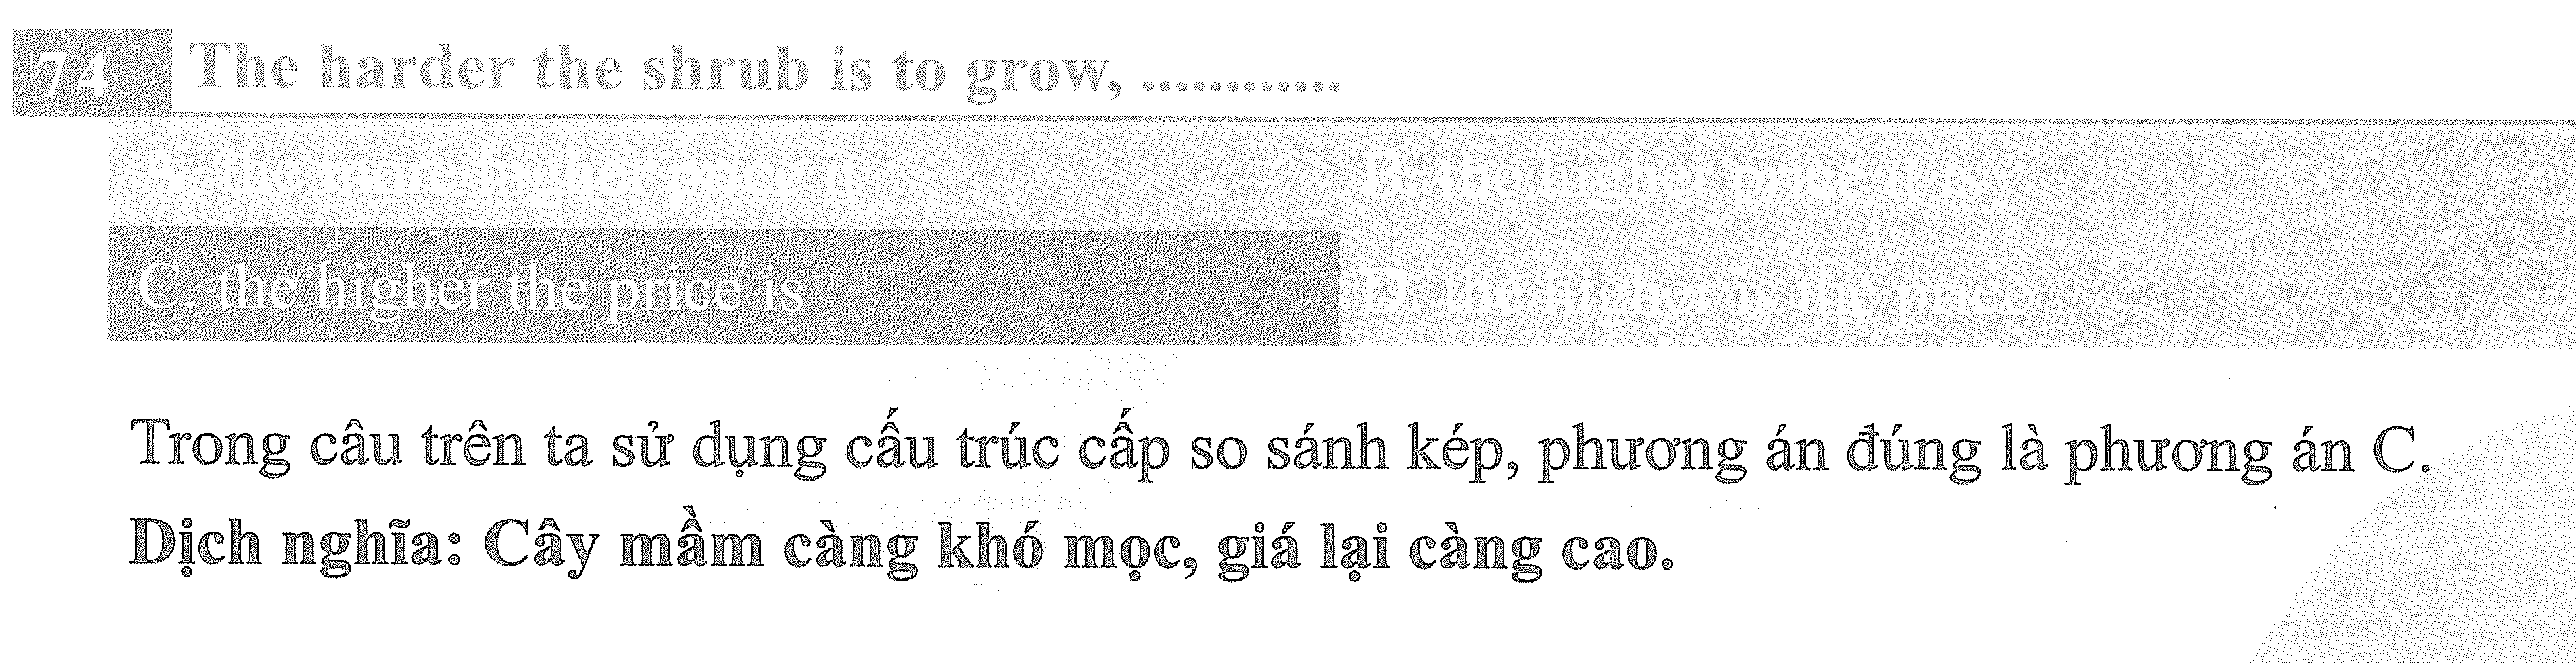 74 The harder the shrub is to grow, ............
A. the more higher price it B. the higher price it is
C. the higher the price is D. the higher is the price
Trong câu trên ta sử dụng cấu trúc cấp so sánh kép, phương án đúng là phương án C.
Dịch nghĩa: Cây mầm càng khó mọc, giá lại càng cao.